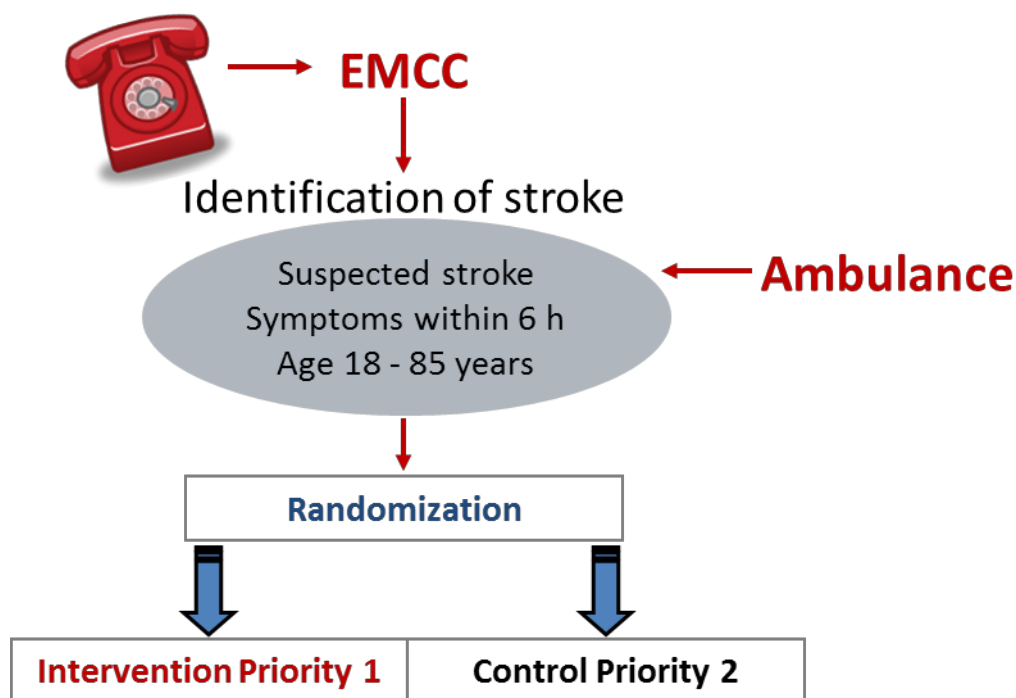 EMCC
Identification of stroke
Suspected stroke
Symptoms within 6 h
Age 18 - 85 years
Ambulance
Randomization
Intervention Priority 1
Control Priority 2